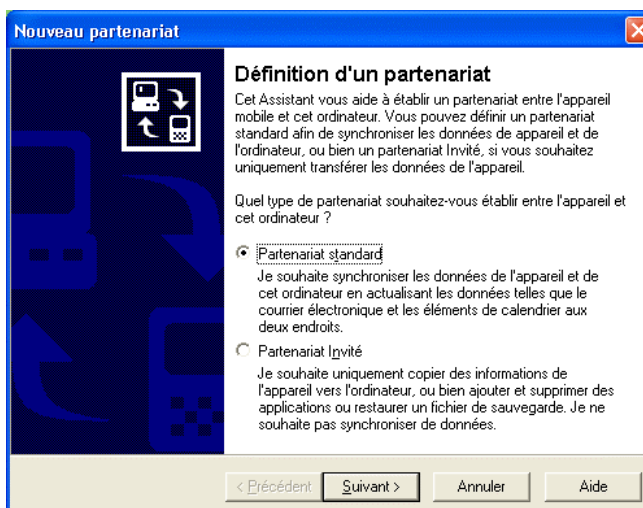 Nouveau partenariat
Définition d'un partenariat
Cet Assistant vous aide à établir un partenariat entre l'appareil
mobile et cet ordinateur. Vous pouvez définir un partenariat
standard afin de synchroniser les données de appareil et de
l'ordinateur, ou bien un partenariat Invité, si vous souhaitez
uniquement transférer les données de l'appareil.
Quel type de partenariat souhaitez-vous établir entre l'appareil et
cet ordinateur ?
Partenariat standard
Je souhaite synchroniser les données de l'appareil et de
cet ordinateur en actualisant les données telles que le
courrier électronique et les éléments de calendrier aux
deux endroits.
Partenariat Invité
Je souhaite uniquement copier des informations de
l'appareil vers l'ordinateur, ou bien ajouter et supprimer des
applications ou restaurer un fichier de sauvegarde. Je ne
souhaite pas synchroniser de données.
< Précédent Suivant > Annuler Aide